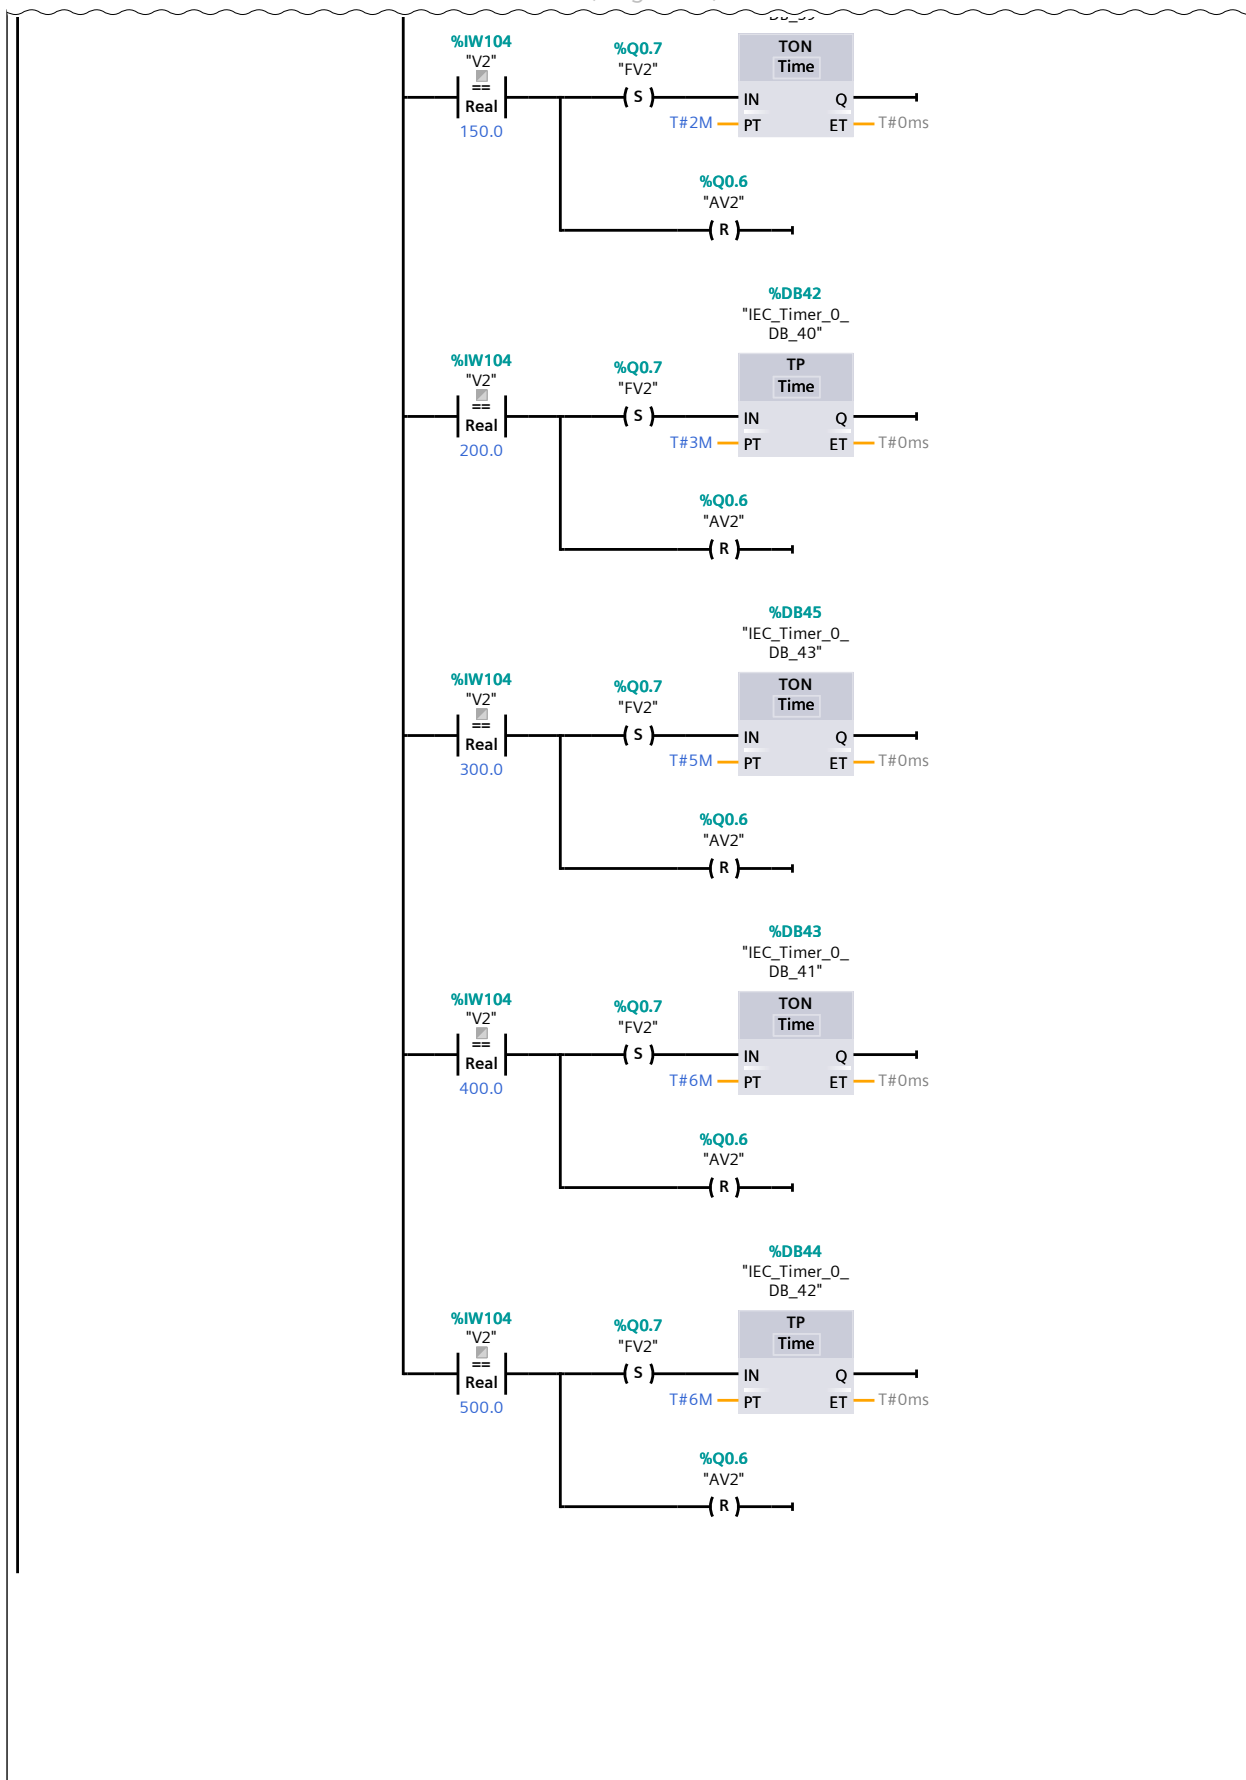 %IW104
"V2"
==
Real
150.0
%Q0.7
"FV2"
( S )
TON
Time
IN Q
T#2M PT ET T#0ms
%Q0.6
"AV2"
( R )
%DB42
"IEC_Timer_0_
DB_40"
%IW104
"V2"
==
Real
200.0
%Q0.7
"FV2"
( S )
TP
Time
IN Q
T#3M PT ET T#0ms
%Q0.6
"AV2"
( R )
%DB45
"IEC_Timer_0_
DB_43"
%IW104
"V2"
==
Real
300.0
%Q0.7
"FV2"
( S )
TON
Time
IN Q
T#5M PT ET T#0ms
%Q0.6
"AV2"
( R )
%DB43
"IEC_Timer_0_
DB_41"
%IW104
"V2"
==
Real
400.0
%Q0.7
"FV2"
( S )
TON
Time
IN Q
T#6M PT ET T#0ms
%Q0.6
"AV2"
( R )
%DB44
"IEC_Timer_0_
DB_42"
%IW104
"V2"
==
Real
500.0
%Q0.7
"FV2"
( S )
TP
Time
IN Q
T#6M PT ET T#0ms
%Q0.6
"AV2"
( R )